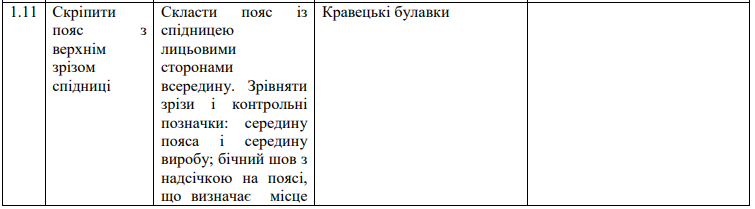 1.11 Скріпити пояс з верхнім зрізом спідниці
Скласти пояс із
спідницею
лицьовими
сторонами
всередину. Зрівняти
зрізи і контрольні
позначки: середину
пояса і середину
виробу; бічний шов з
надсічкою на поясі,
що визначає місце
Кравецькі булавки